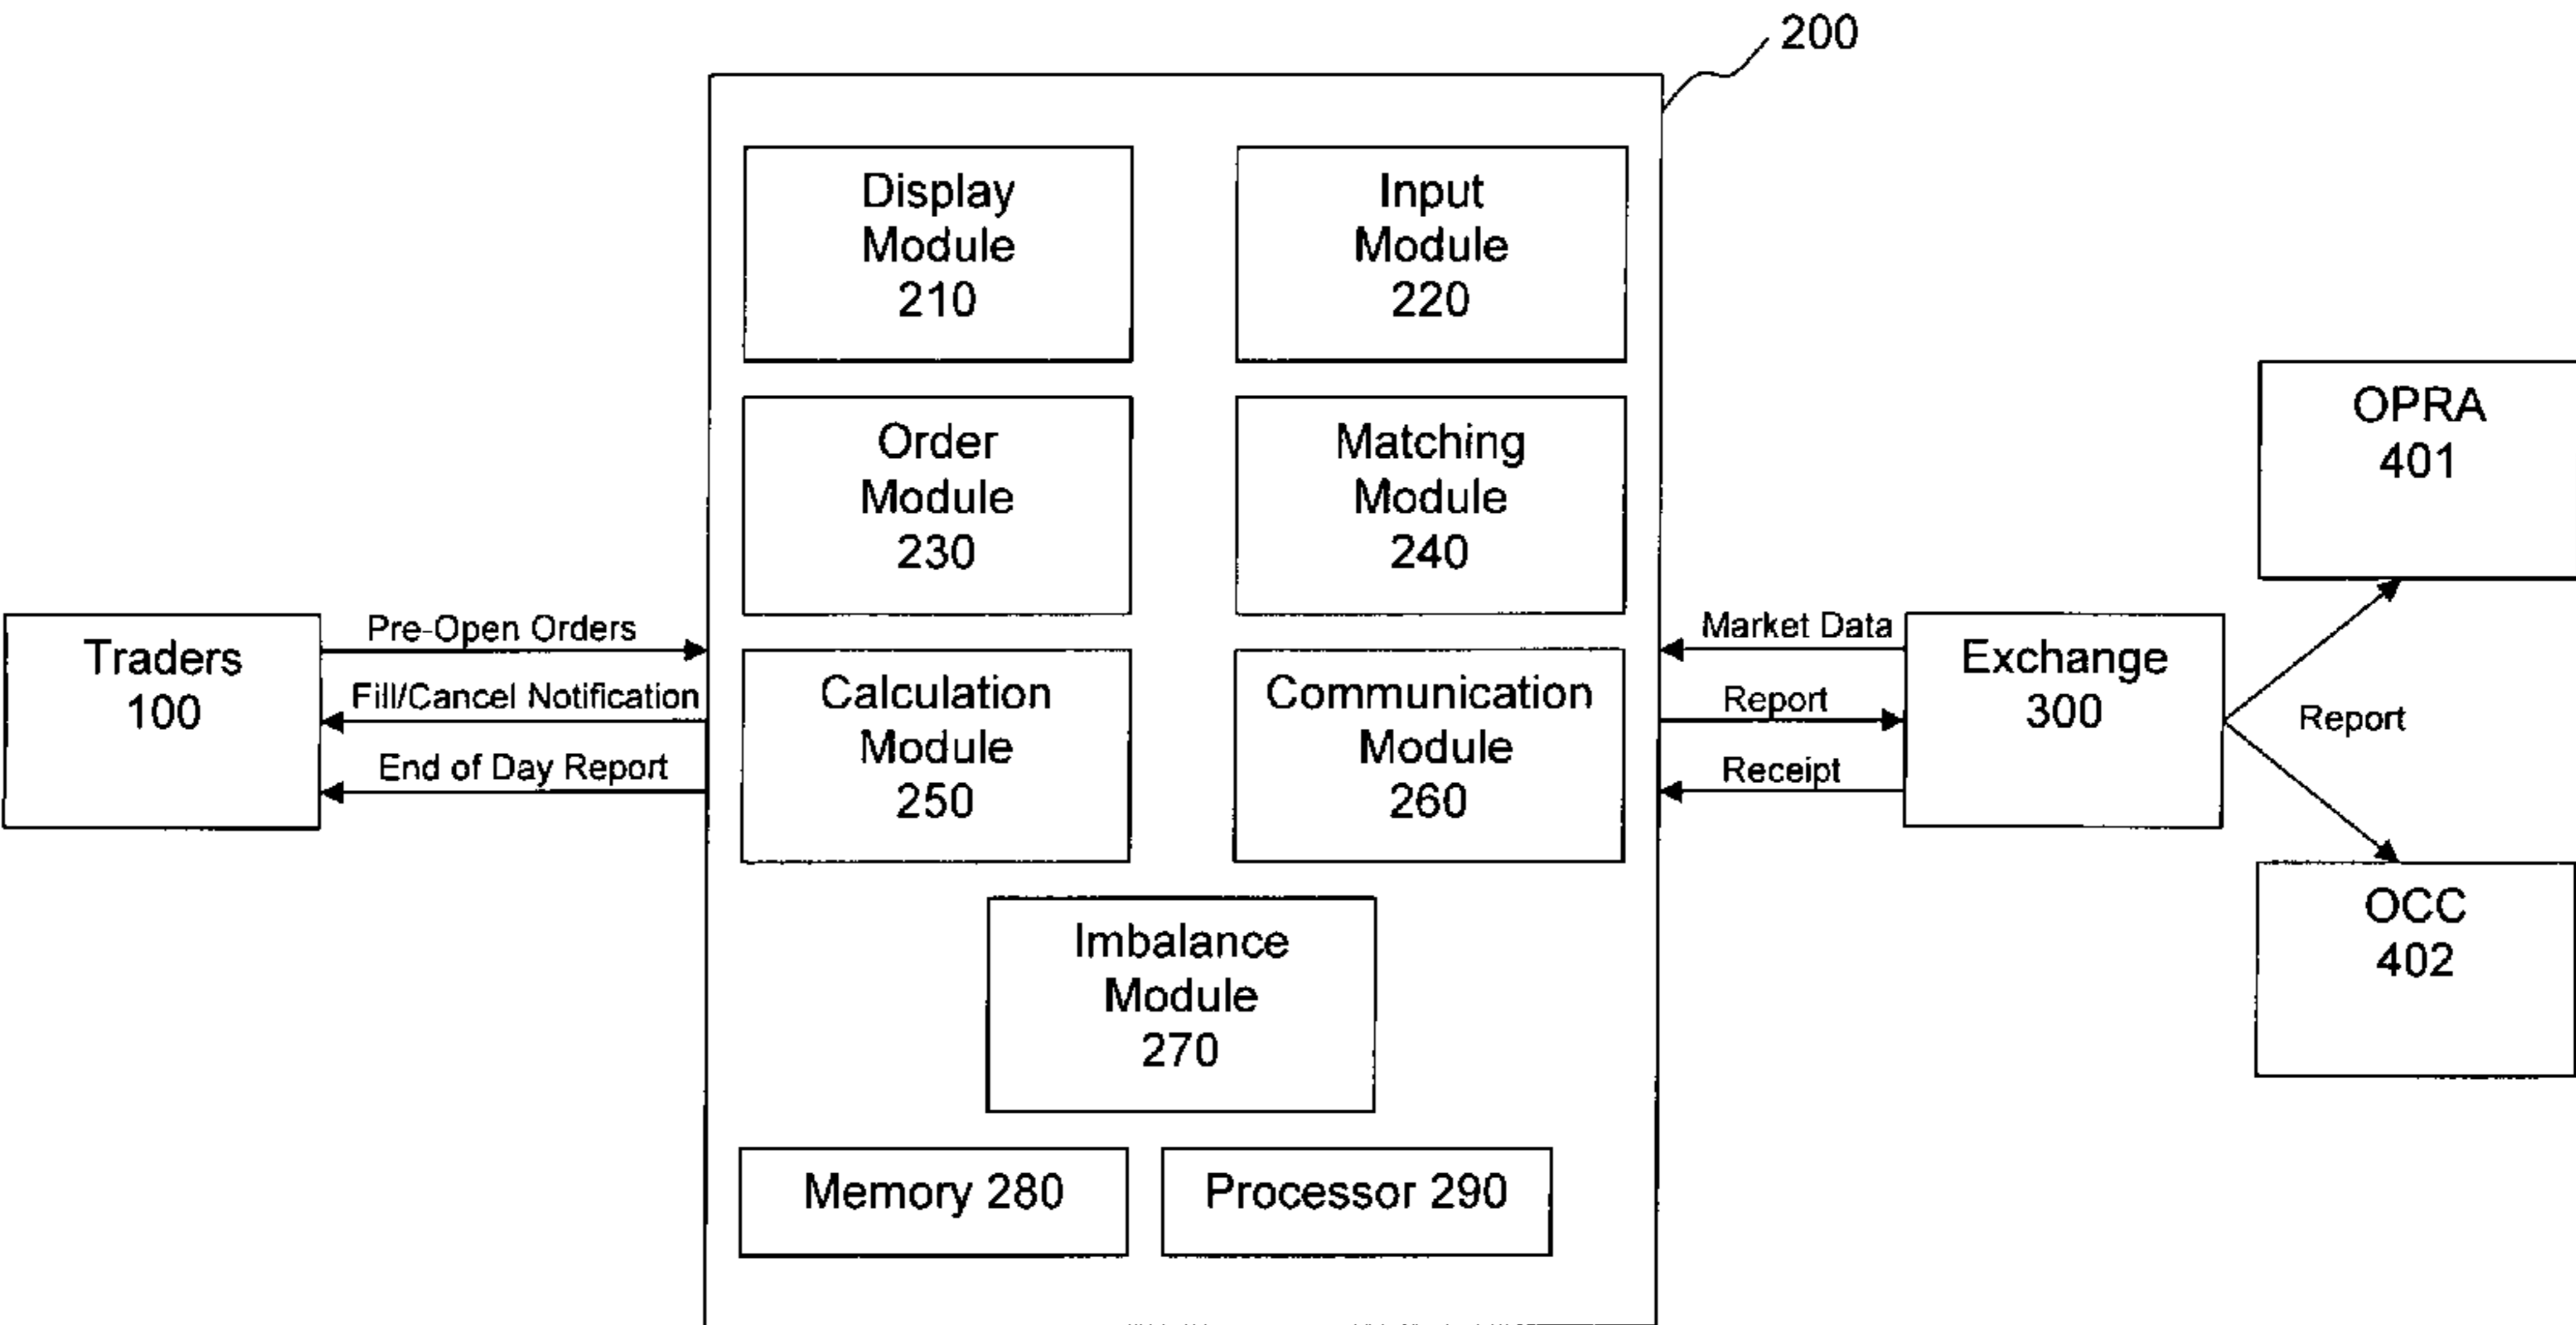 200
Display
Module
210
Input
Module
220
Order
Module
230
Matching
Module
240
OPRA
401
Traders
100
Pre-Open Orders
Fill/Cancel Notification
End of Day Report
Calculation
Module
250
Communication
Module
260
Market Data
Report
Receipt
Exchange
300
Report
Imbalance
Module
270
OCC
402
Memory 280
Processor 290